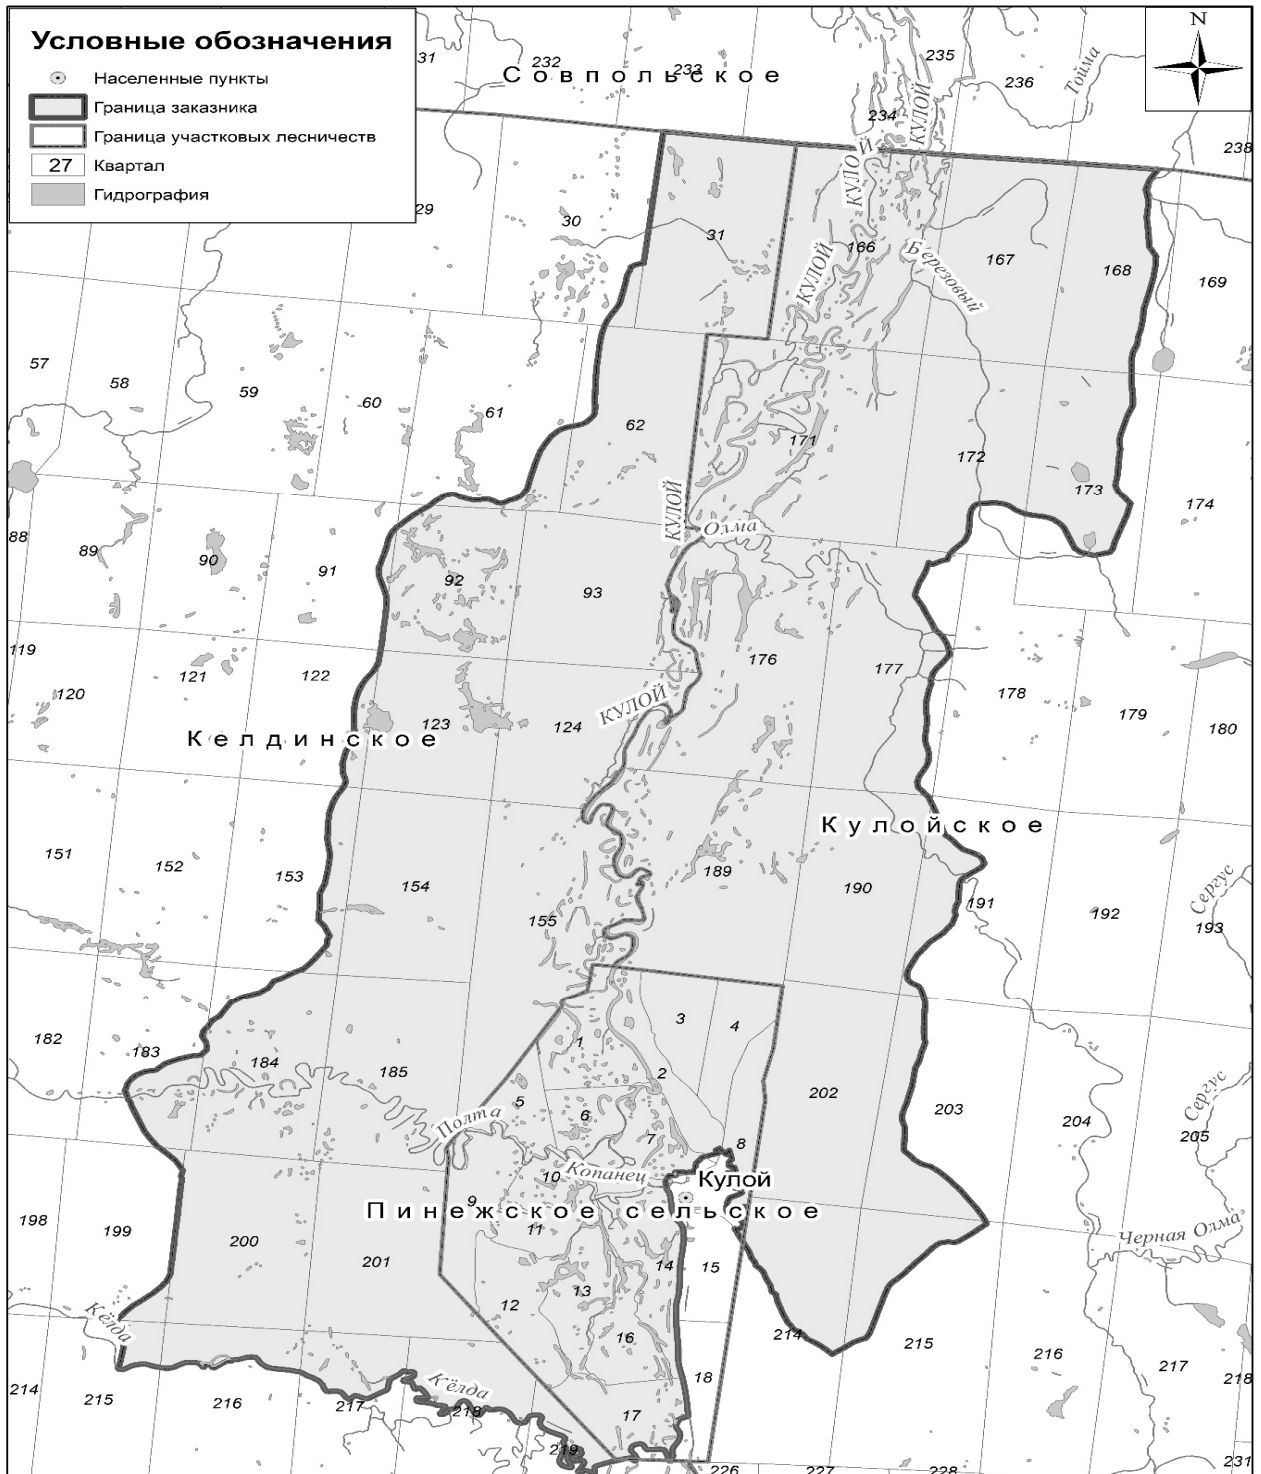 Условные обозначения
Населенные пункты
Граница заказника
Граница участковых лесничеств
27 Квартал
Гидрография
N
31 232 233 235 236 Тойма
Совпольское
234 КУЛОЙ
238
КУЛОЙ
29 30 31 166 КУЛОЙ Березовый 167 168 169
57 58 59 60 61 62 171 172 173 174
КУЛОЙ Олма
88 89 90 91 92 93 176 177
119 120 121 122 123 124 КУЛОЙ 178 179 180
Келдинское
Кулойское
151 152 153 154 155 189 190 191 192 193 Сергус
182 183 184 185 1 2 3 4 202 203 204 205 Сергус
Полта 5 6 7 8
Копанец 9 10 11
Кулой
Пинежское сельское
198 199 200 201 Черная Олма
12 13 14 15 16
Кёлда
214 215 216 217 218
Кёлда
214 215 216 217 218 219 17 18
226 227 228 231